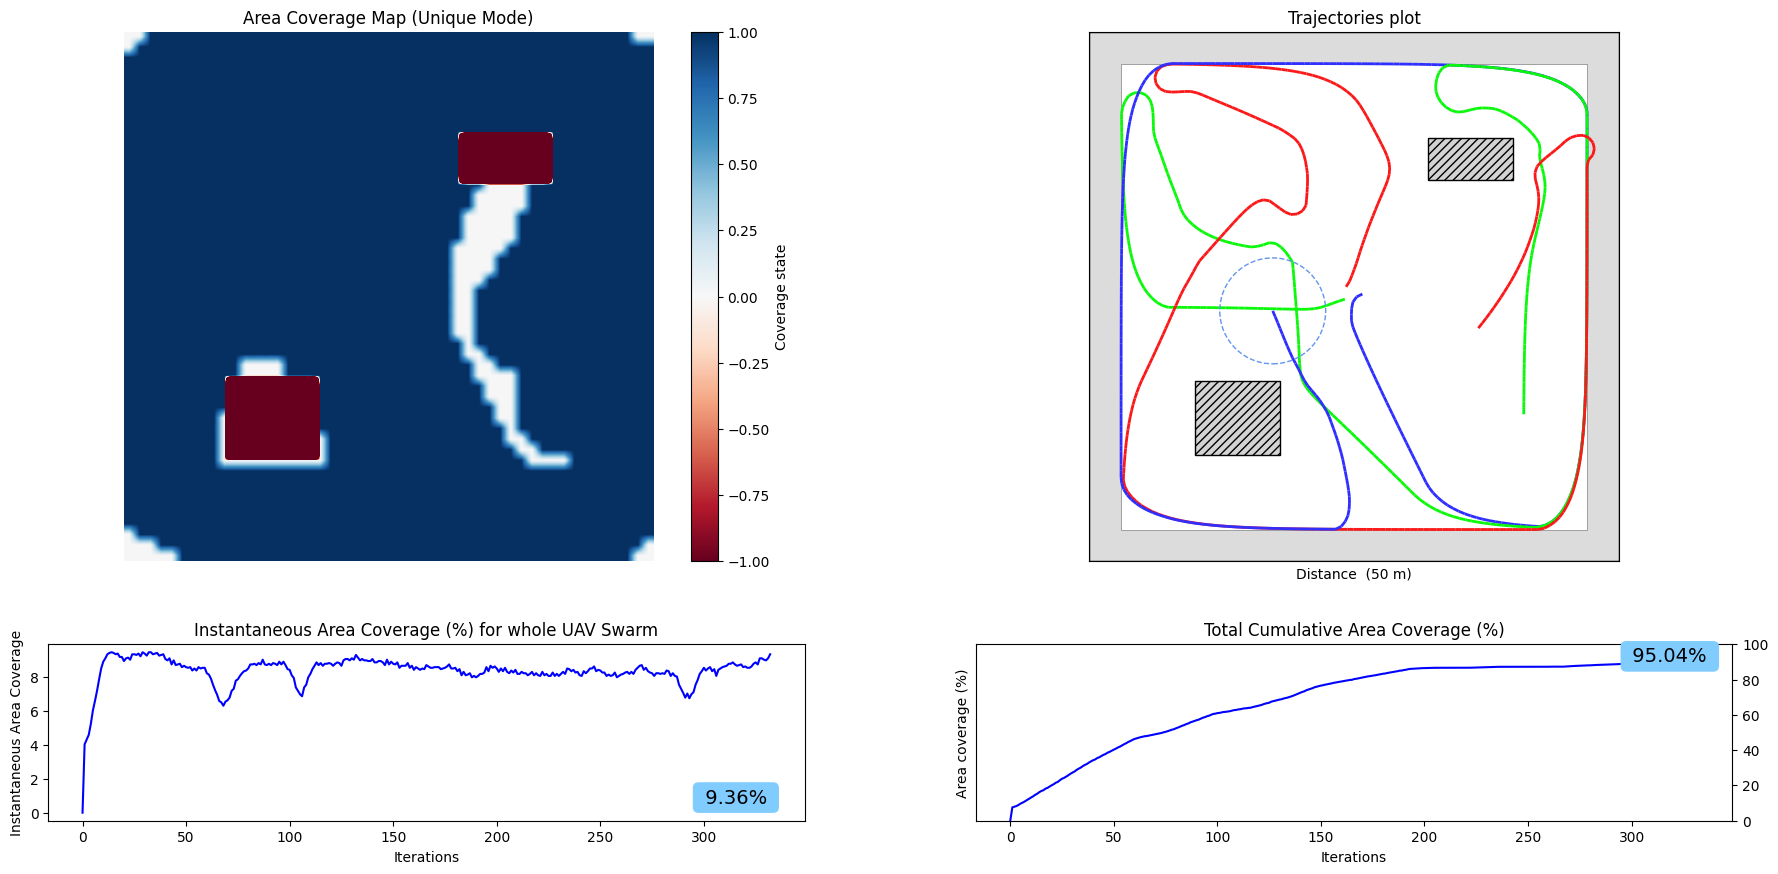 Area Coverage Map (Unique Mode)
1.00
0.75
0.50
0.25
0.00
−0.25
−0.50
−0.75
−1.00
Coverage state
Trajectories plot
Distance  (50 m)
Instantaneous Area Coverage (%) for whole UAV Swarm
Instantaneous Area Coverage
8
6
4
2
0
9.36%
0 50 100 150 200 250 300
Iterations
Total Cumulative Area Coverage (%)
Area coverage (%)
95.04%
100
80
60
40
20
0
0 50 100 150 200 250 300
Iterations